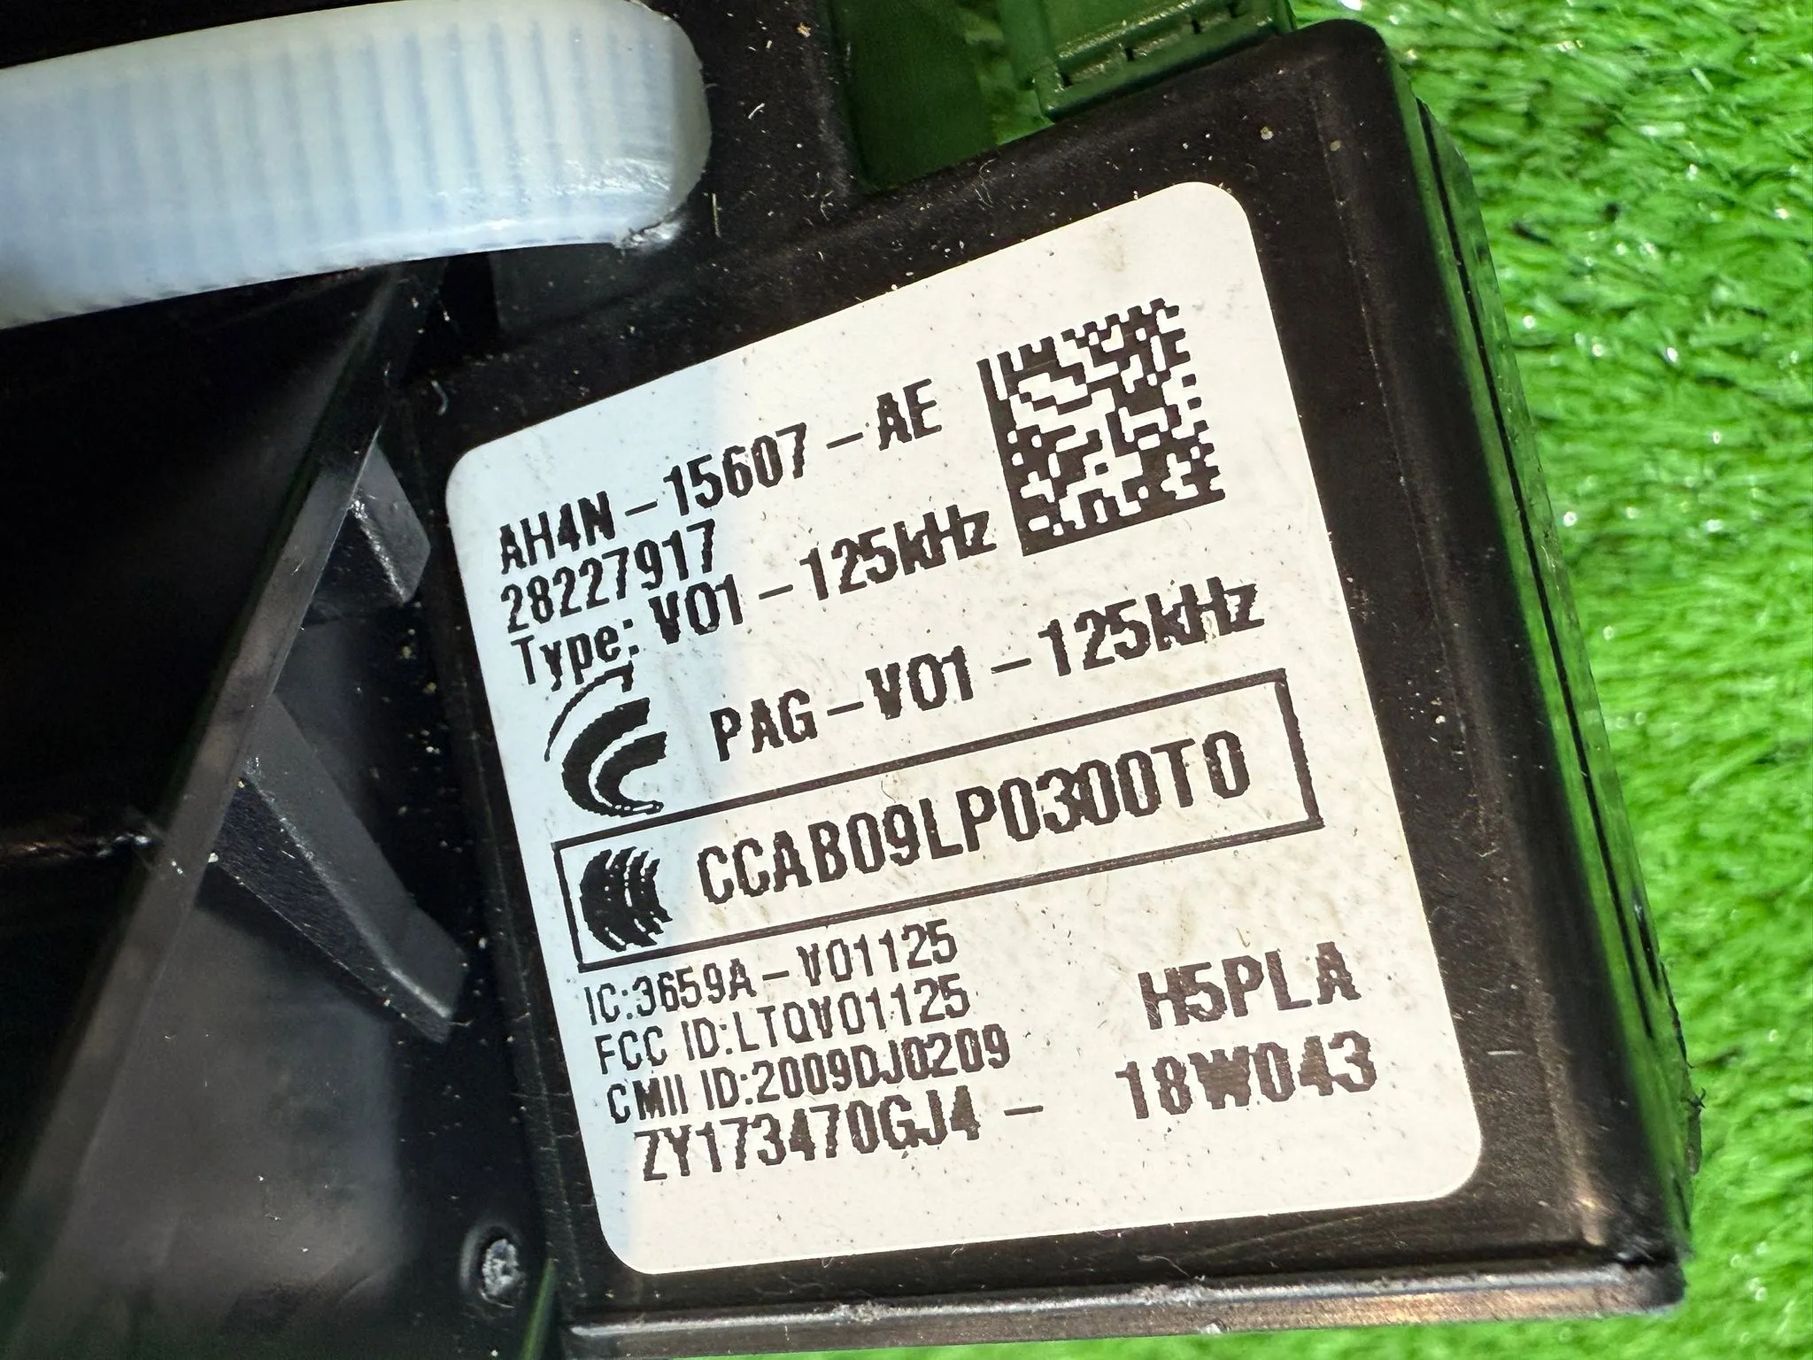 AH4N-15607-AE
28227917
Type: V01-125kHz
PAG-V01-125kHz
CCAB09LP0300T0
IC:3659A-V01125
FCC ID:LTQV01125
CMII ID:2009DJ0209
H5PLA
ZY173470GJ4- 18W043